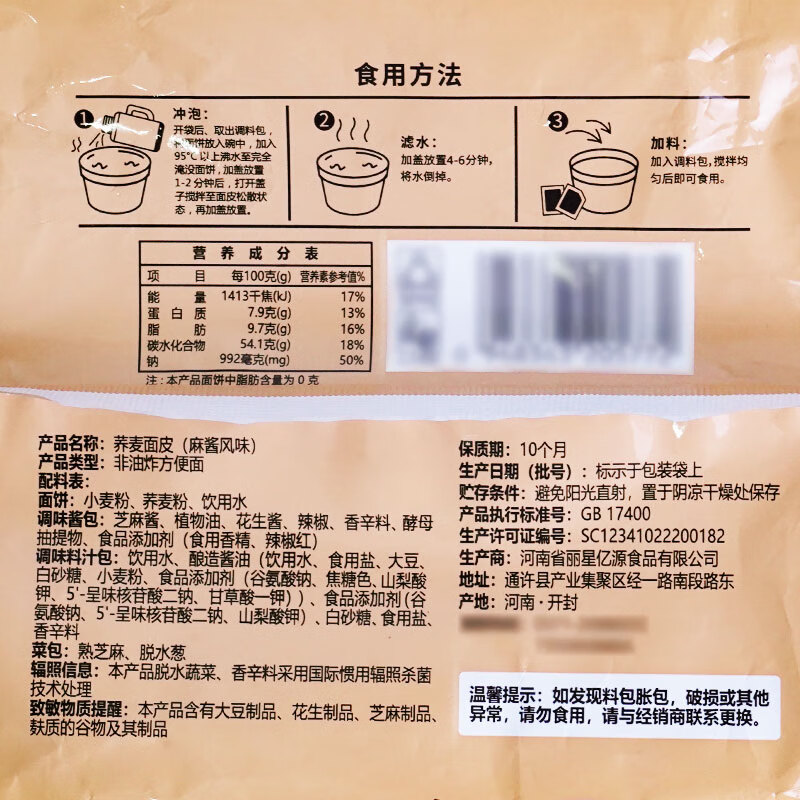 食用方法
1
冲泡：
开袋后、取出调料包，
将面饼放入碗中，加入
95℃以上沸水至完全
淹没面饼，加盖放置
1-2分钟后，打开盖
子搅拌至面皮松散状
态，再加盖放置。
2
滤水：
加盖放置4-6分钟，
将水倒掉。
3
加料：
加入调料包，搅拌均
匀后即可食用。
营养成分表
项目 每100克(g) 营养素参考值%
能量 1413千焦(kJ) 17%
蛋白质 7.9克(g) 13%
脂肪 9.7克(g) 16%
碳水化合物 54.1克(g) 18%
钠 992毫克(mg) 50%
注：本产品面饼中脂肪含量为0克
产品名称：荞麦面皮（麻酱风味）
产品类型：非油炸方便面
配料表：
面饼：小麦粉、荞麦粉、饮用水
调味酱包：芝麻酱、植物油、花生酱、辣椒、香辛料、酵母
抽提物、食品添加剂（食用香精、辣椒红）
调味料汁包：饮用水、酿造酱油（饮用水、食用盐、大豆、
白砂糖、小麦粉、食品添加剂（谷氨酸钠、焦糖色、山梨酸
钾、5'-呈味核苷酸二钠、甘草酸一钾））、食品添加剂（谷
氨酸钠、5'-呈味核苷酸二钠、山梨酸钾）、白砂糖、食用盐、
香辛料
菜包：熟芝麻、脱水葱
辐照信息：本产品脱水蔬菜、香辛料采用国际惯用辐照杀菌
技术处理
致敏物质提醒：本产品含有大豆制品、花生制品、芝麻制品、
麸质的谷物及其制品
保质期：10个月
生产日期（批号）：标示于包装袋上
贮存条件：避免阳光直射，置于阴凉干燥处保存
产品执行标准号：GB 17400
生产许可证编号：SC12341022200182
生产商：河南省丽星亿源食品有限公司
地址：通许县产业集聚区经一路南段路东
产地：河南·开封
温馨提示：如发现料包胀包，破损或其他
异常，请勿食用，请与经销商联系更换。